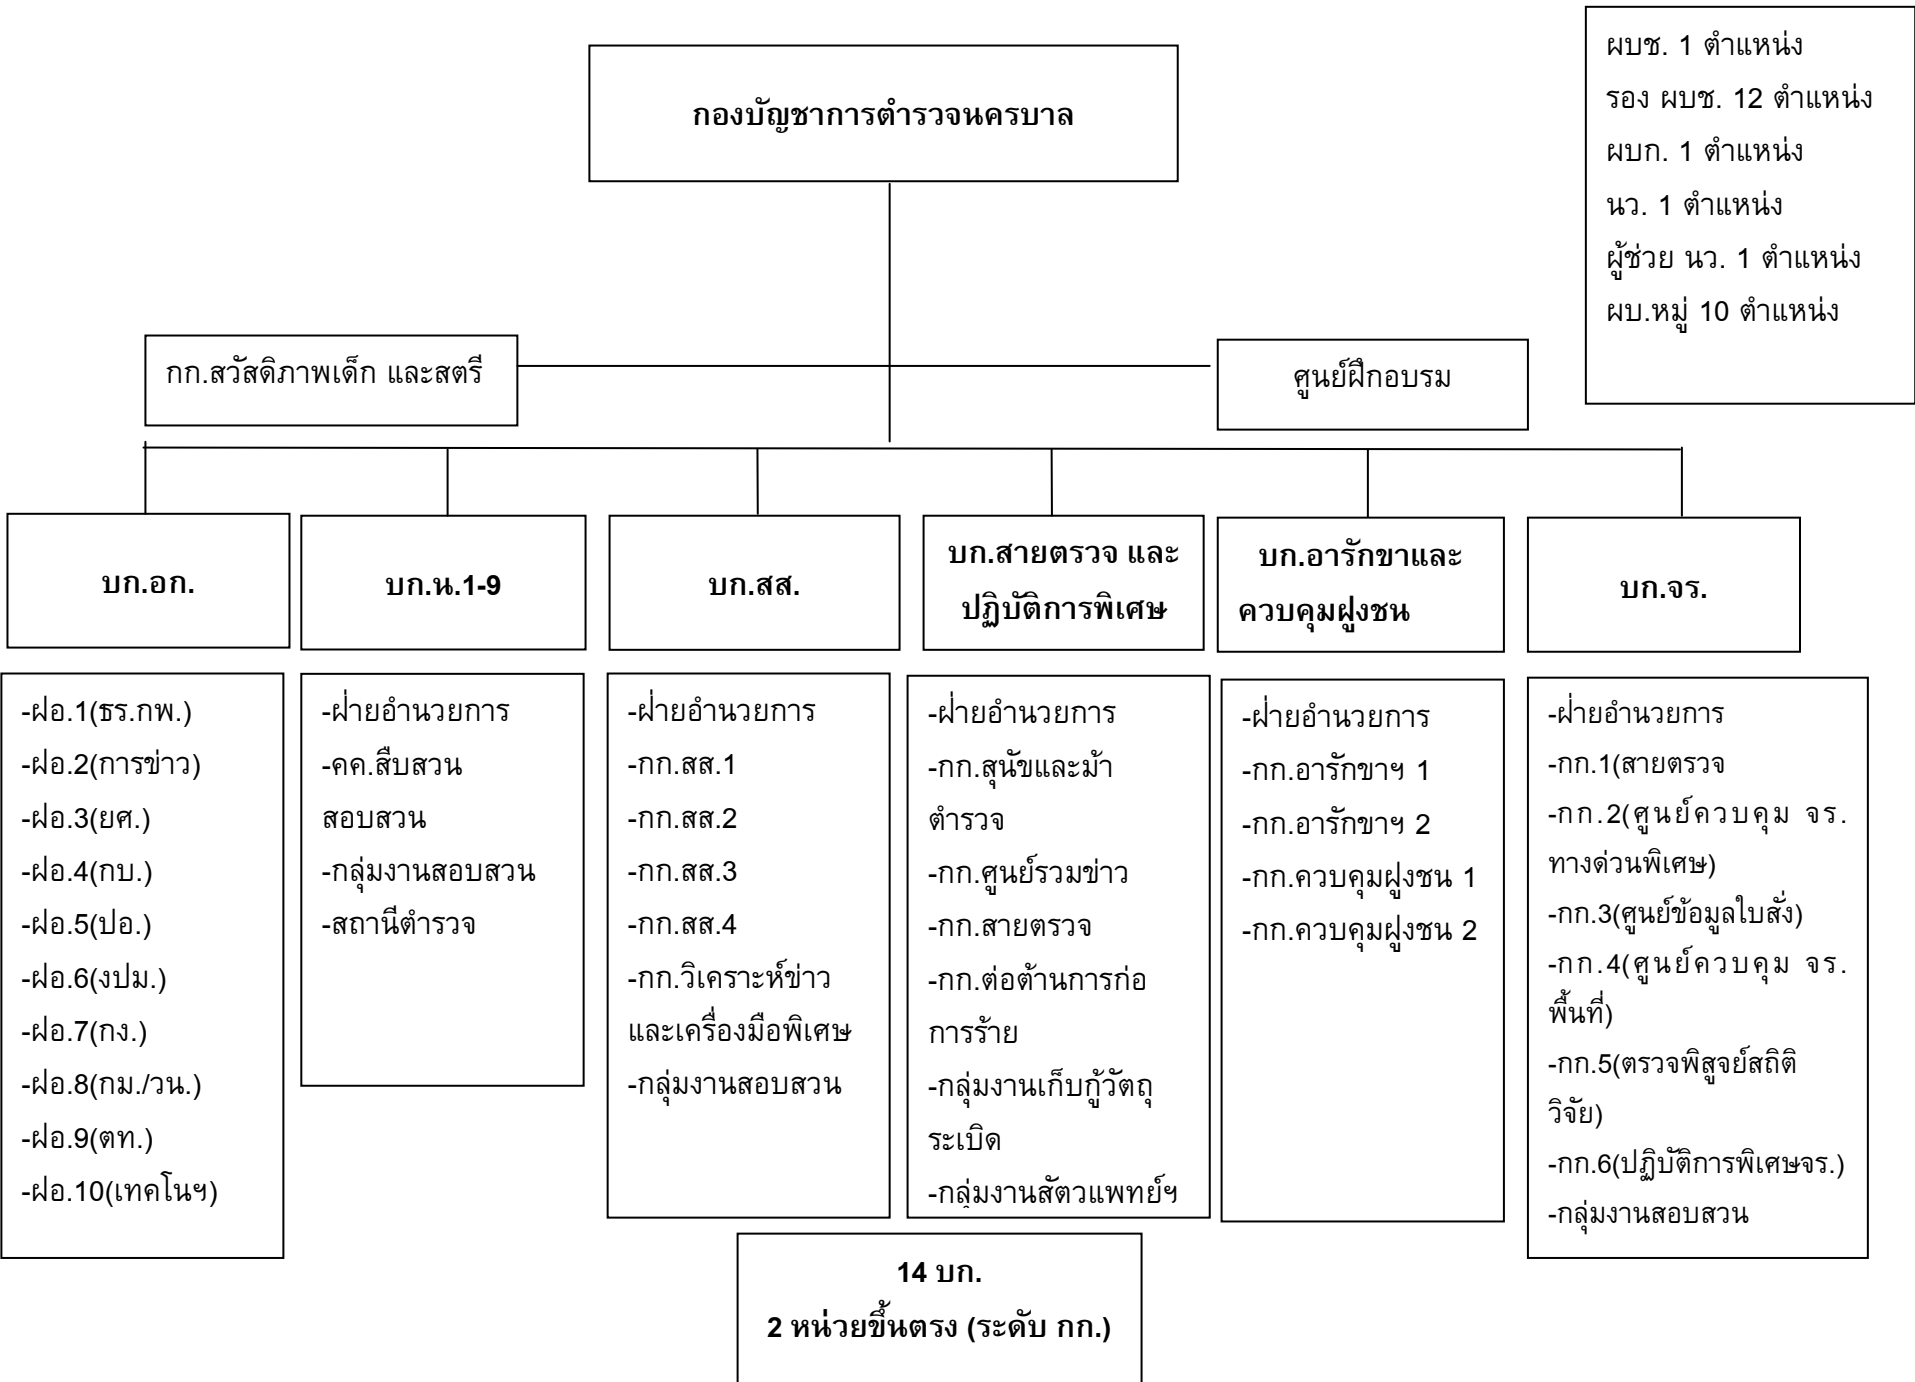 กองบัญชาการตำรวจนครบาล
ผบช. 1 ตำแหน่ง
รอง ผบช. 12 ตำแหน่ง
ผบก. 1 ตำแหน่ง
นว. 1 ตำแหน่ง
ผู้ช่วย นว. 1 ตำแหน่ง
ผบ.หมู่ 10 ตำแหน่ง
กก.สวัสดิภาพเด็ก และสตรี
ศูนย์ฝึกอบรม
บก.อก.
บก.น.1-9
บก.สส.
บก.สายตรวจ และ
ปฏิบัติการพิเศษ
บก.อารักขาและ
ควบคุมฝูงชน
บก.จร.
-ฝอ.1(ธร.กพ.)
-ฝอ.2(การข่าว)
-ฝอ.3(ยศ.)
-ฝอ.4(กบ.)
-ฝอ.5(ปอ.)
-ฝอ.6(งปม.)
-ฝอ.7(กง.)
-ฝอ.8(กม./วน.)
-ฝอ.9(ตท.)
-ฝอ.10(เทคโนฯ)
-ฝ่ายอำนวยการ
-คค.สืบสวน
สอบสวน
-กลุ่มงานสอบสวน
-สถานีตำรวจ
-ฝ่ายอำนวยการ
-กก.สส.1
-กก.สส.2
-กก.สส.3
-กก.สส.4
-กก.วิเคราะห์ข่าว
และเครื่องมือพิเศษ
-กลุ่มงานสอบสวน
-ฝ่ายอำนวยการ
-กก.สุนัขและม้า
ตำรวจ
-กก.ศูนย์รวมข่าว
-กก.สายตรวจ
-กก.ต่อต้านการก่อ
การร้าย
-กลุ่มงานเก็บกู้วัตถุ
ระเบิด
-กลุ่มงานสัตวแพทย์ฯ
-ฝ่ายอำนวยการ
-กก.อารักขาฯ 1
-กก.อารักขาฯ 2
-กก.ควบคุมฝูงชน 1
-กก.ควบคุมฝูงชน 2
-ฝ่ายอำนวยการ
-กก.1(สายตรวจ
-กก.2(ศูนย์ควบคุม จร.
ทางด่วนพิเศษ)
-กก.3(ศูนย์ข้อมูลใบสั่ง)
-กก.4(ศูนย์ควบคุม จร.
พื้นที่)
-กก.5(ตรวจพิสูจย์สถิติ
วิจัย)
-กก.6(ปฏิบัติการพิเศษจร.)
-กลุ่มงานสอบสวน
14 บก.
2 หน่วยขึ้นตรง (ระดับ กก.)